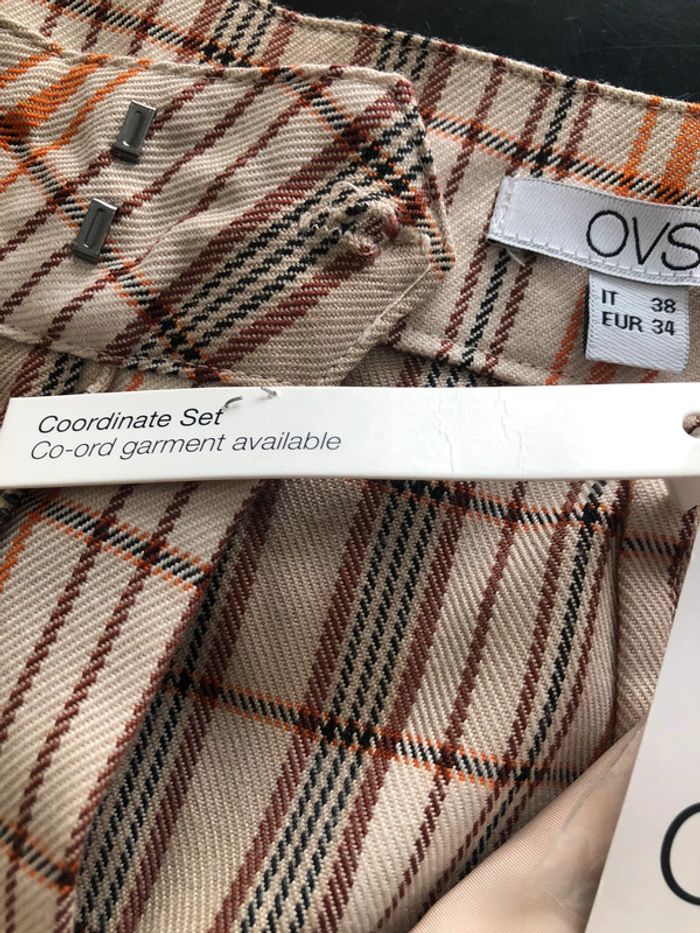 OVS
IT 38
EUR 34
Coordinate Set
Co-ord garment available